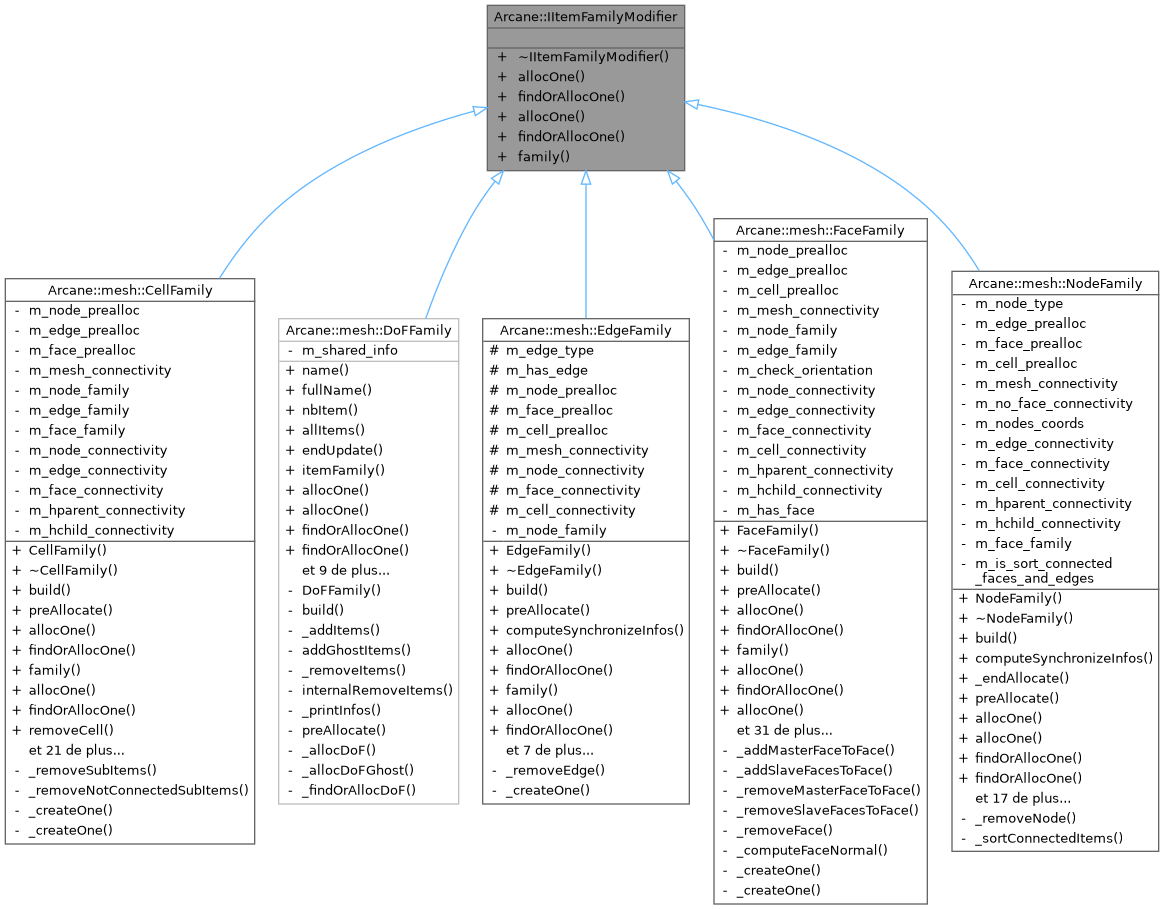 Arcane::IItemFamilyModifier
+ ~IItemFamilyModifier()
+ allocOne()
+ findOrAllocOne()
+ allocOne()
+ findOrAllocOne()
+ family()
Arcane::mesh::CellFamily
- m_node_prealloc
- m_edge_prealloc
- m_face_prealloc
- m_mesh_connectivity
- m_node_family
- m_edge_family
- m_face_family
- m_node_connectivity
- m_edge_connectivity
- m_face_connectivity
- m_hparent_connectivity
- m_hchild_connectivity
+ CellFamily()
+ ~CellFamily()
+ build()
+ preAllocate()
+ allocOne()
+ findOrAllocOne()
+ family()
+ allocOne()
+ findOrAllocOne()
+ removeCell()
et 21 de plus...
- _removeSubItems()
- _removeNotConnectedSubItems()
- _createOne()
- _createOne()
Arcane::mesh::DoFFamily
- m_shared_info
+ name()
+ fullName()
+ nbItem()
+ allItems()
+ endUpdate()
+ itemFamily()
+ allocOne()
+ allocOne()
+ findOrAllocOne()
+ findOrAllocOne()
et 9 de plus...
- DoFFamily()
- build()
- _addItems()
- addGhostItems()
- _removeItems()
- internalRemoveItems()
- _printInfos()
- preAllocate()
- _allocDoF()
- _allocDoFGhost()
- _findOrAllocDoF()
Arcane::mesh::EdgeFamily
# m_edge_type
# m_has_edge
# m_node_prealloc
# m_face_prealloc
# m_cell_prealloc
# m_mesh_connectivity
# m_node_connectivity
# m_face_connectivity
# m_cell_connectivity
- m_node_family
+ EdgeFamily()
+ ~EdgeFamily()
+ build()
+ preAllocate()
+ computeSynchronizeInfos()
+ allocOne()
+ findOrAllocOne()
+ family()
+ allocOne()
+ findOrAllocOne()
et 7 de plus...
- _removeEdge()
- _createOne()
Arcane::mesh::FaceFamily
- m_node_prealloc
- m_edge_prealloc
- m_cell_prealloc
- m_mesh_connectivity
- m_node_family
- m_edge_family
- m_check_orientation
- m_node_connectivity
- m_edge_connectivity
- m_face_connectivity
- m_cell_connectivity
- m_hparent_connectivity
- m_hchild_connectivity
- m_has_face
+ FaceFamily()
+ ~FaceFamily()
+ build()
+ preAllocate()
+ allocOne()
+ findOrAllocOne()
+ family()
+ allocOne()
+ findOrAllocOne()
+ allocOne()
et 31 de plus...
- _addMasterFaceToFace()
- _addSlaveFacesToFace()
- _removeMasterFaceToFace()
- _removeSlaveFacesToFace()
- _removeFace()
- _computeFaceNormal()
- _createOne()
- _createOne()
Arcane::mesh::NodeFamily
- m_node_type
- m_edge_prealloc
- m_face_prealloc
- m_cell_prealloc
- m_mesh_connectivity
- m_no_face_connectivity
- m_nodes_coords
- m_edge_connectivity
- m_face_connectivity
- m_cell_connectivity
- m_hparent_connectivity
- m_hchild_connectivity
- m_face_family
- m_is_sort_connected
_faces_and_edges
+ NodeFamily()
+ ~NodeFamily()
+ build()
+ computeSynchronizeInfos()
+ _endAllocate()
+ preAllocate()
+ allocOne()
+ allocOne()
+ findOrAllocOne()
+ findOrAllocOne()
et 17 de plus...
- _removeNode()
- _sortConnectedItems()